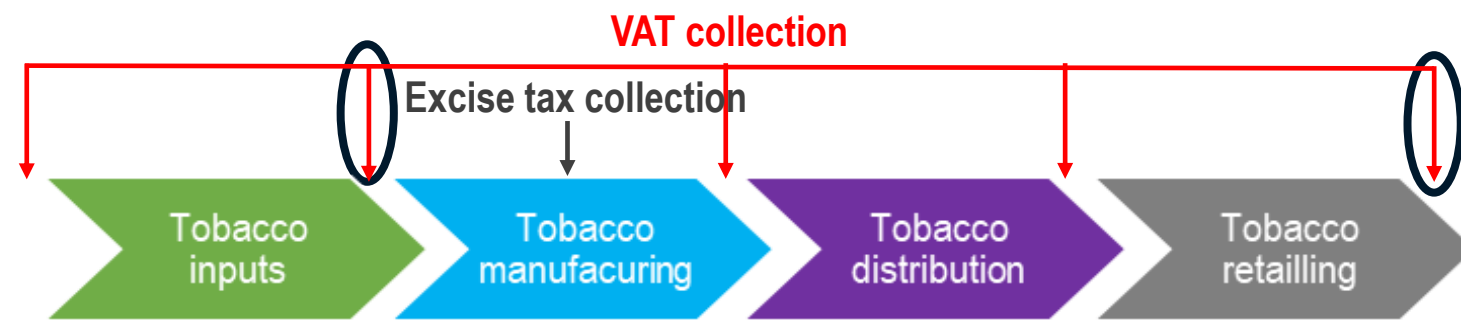 VAT collection
Excise tax collection
Tobacco
inputs
Tobacco
manufacuring
Tobacco
distribution
Tobacco
retailling